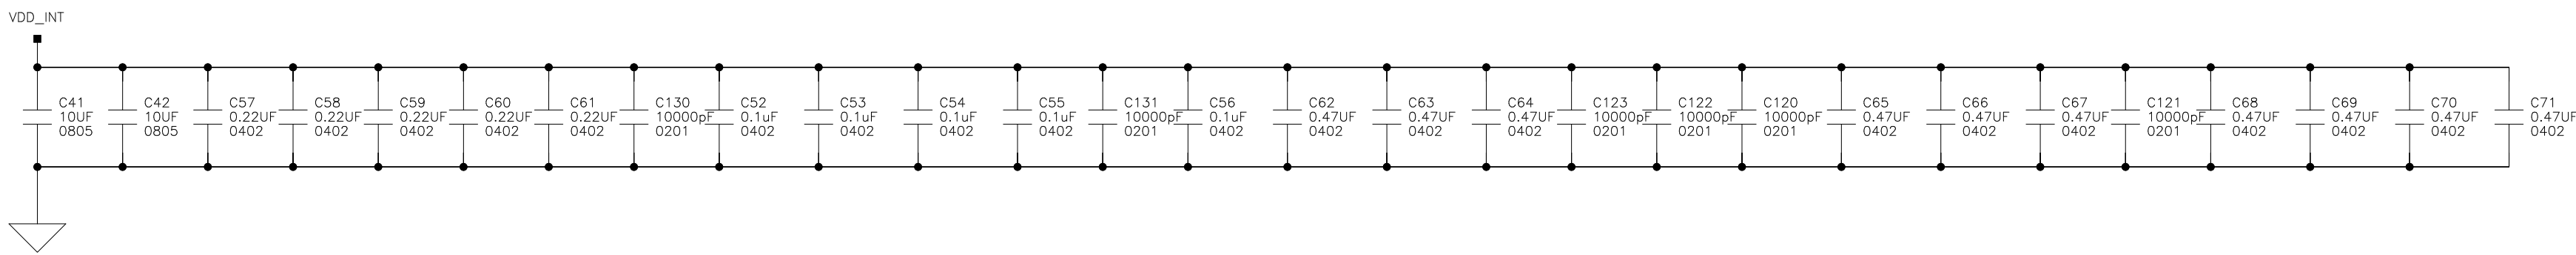 VDD_INT
C41
10UF
0805
C42
10UF
0805
C57
0.22UF
0402
C58
0.22UF
0402
C59
0.22UF
0402
C60
0.22UF
0402
C61
0.22UF
0402
C130
10000pF
0201
C52
0.1uF
0402
C53
0.1uF
0402
C54
0.1uF
0402
C55
0.1uF
0402
C131
10000pF
0201
C56
0.1uF
0402
C62
0.47UF
0402
C63
0.47UF
0402
C64
0.47UF
0402
C123
10000pF
0201
C122
10000pF
0201
C120
10000pF
0201
C65
0.47UF
0402
C66
0.47UF
0402
C67
0.47UF
0402
C121
10000pF
0201
C68
0.47UF
0402
C69
0.47UF
0402
C70
0.47UF
0402
C71
0.47UF
0402